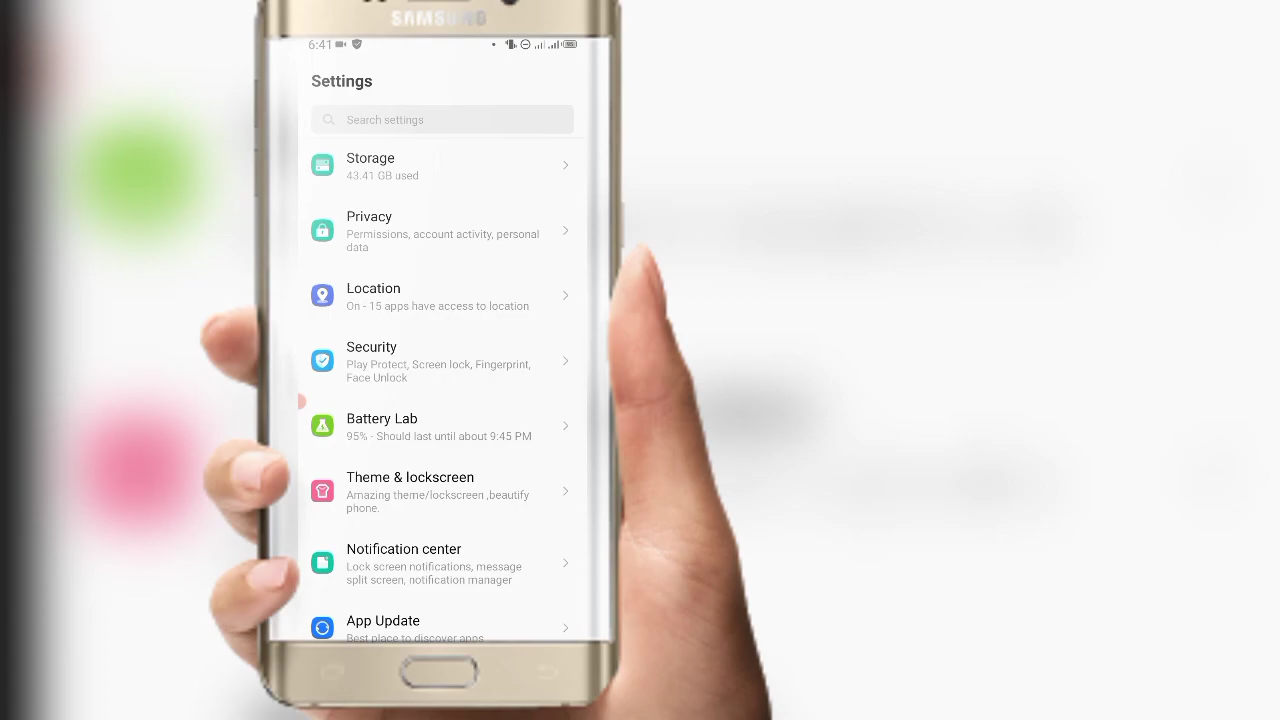 SAMSUNG
6:41
Settings
Search settings
Storage
43.41 GB used
Privacy
Permissions, account activity, personal
data
Location
On - 15 apps have access to location
Security
Play Protect, Screen lock, Fingerprint,
Face Unlock
Battery Lab
95% - Should last until about 9:45 PM
Theme & lockscreen
Amazing theme/lockscreen ,beautify
phone.
Notification center
Lock screen notifications, message
split screen, notification manager
App Update
Best place to discover apps